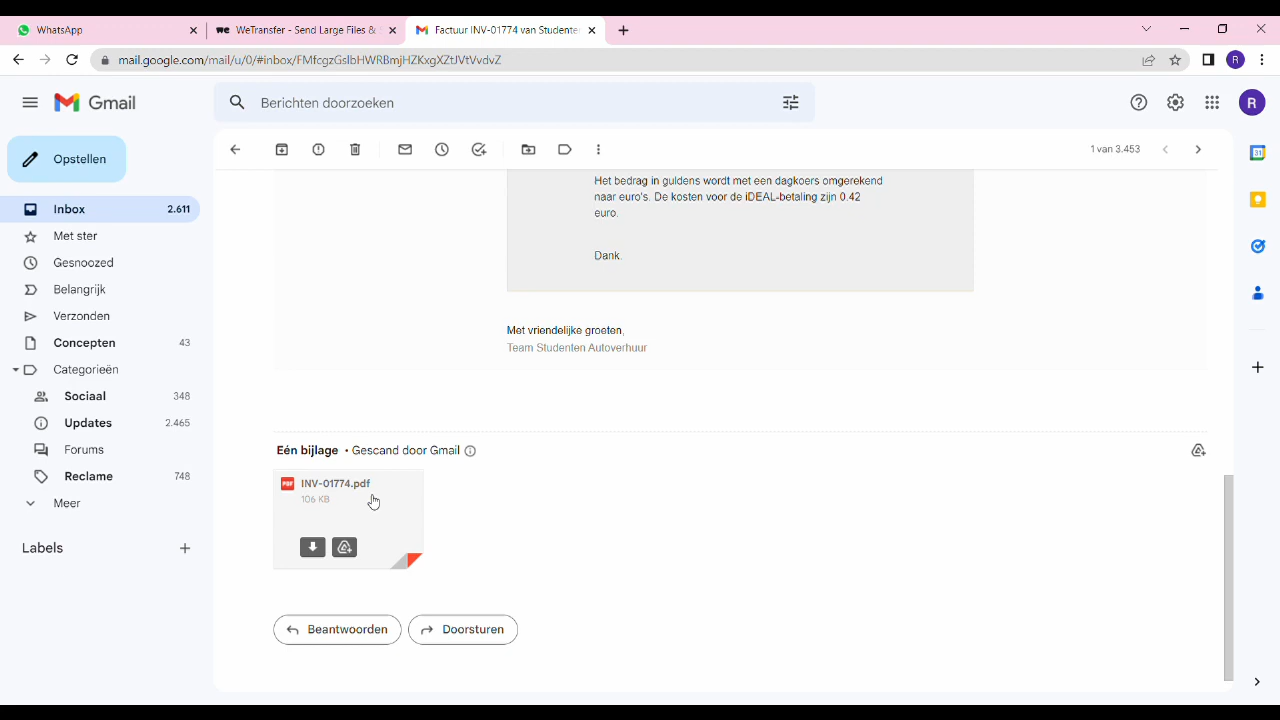 WhatsApp
WeTransfer - Send Large Files &
Factuur INV-01774 van Studente
mail.google.com/mail/u/0/#inbox/FMfcgzGslbHWRBmjHZKxgXZtJVtVvdvZ
R
Gmail
Berichten doorzoeken
R
Opstellen
1 van 3.453
31
Inbox 2.611
Met ster
Gesnoozed
Belangrijk
Verzonden
Concepten 43
Categorieën
Sociaal 348
Updates 2.465
Forums
Reclame 748
Meer
Labels
Het bedrag in guldens wordt met een dagkoers omgerekend
naar euro's. De kosten voor de iDEAL-betaling zijn 0.42
euro.
Dank.
Met vriendelijke groeten,
Team Studenten Autoverhuur
Eén bijlage • Gescand door Gmail
PDF INV-01774.pdf
106 KB
Beantwoorden
Doorsturen